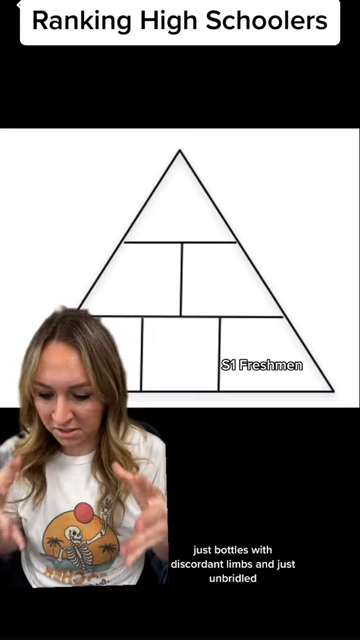 Ranking High Schoolers
S1 Freshmen
just bottles with
discordant limbs and just
unbridled